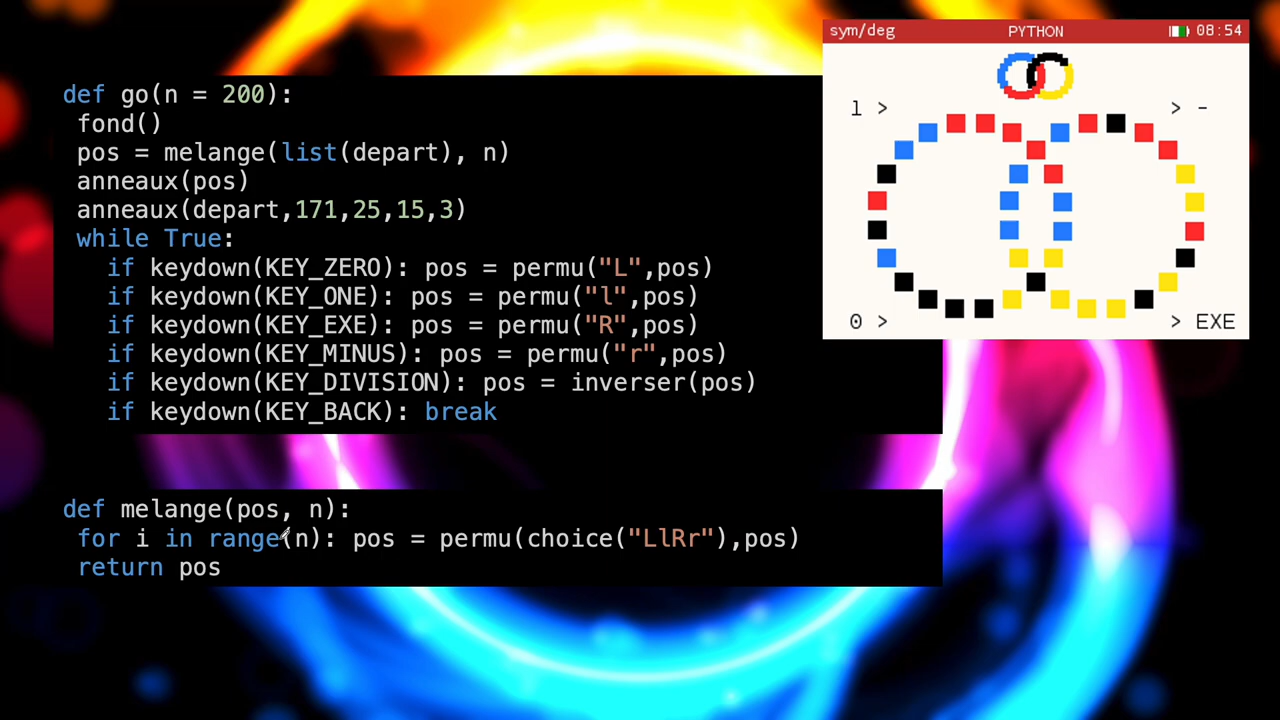 def go(n = 200):
 fond()
 pos = melange(list(depart), n)
 anneaux(pos)
 anneaux(depart,171,25,15,3)
 while True:
   if keydown(KEY_ZERO): pos = permu("L",pos)
   if keydown(KEY_ONE): pos = permu("l",pos)
   if keydown(KEY_EXE): pos = permu("R",pos)
   if keydown(KEY_MINUS): pos = permu("r",pos)
   if keydown(KEY_DIVISION): pos = inverser(pos)
   if keydown(KEY_BACK): break
def melange(pos, n):
 for i in range(n): pos = permu(choice("LlRr"),pos)
 return pos
sym/deg PYTHON 08:54
1 > > -
0 > > EXE